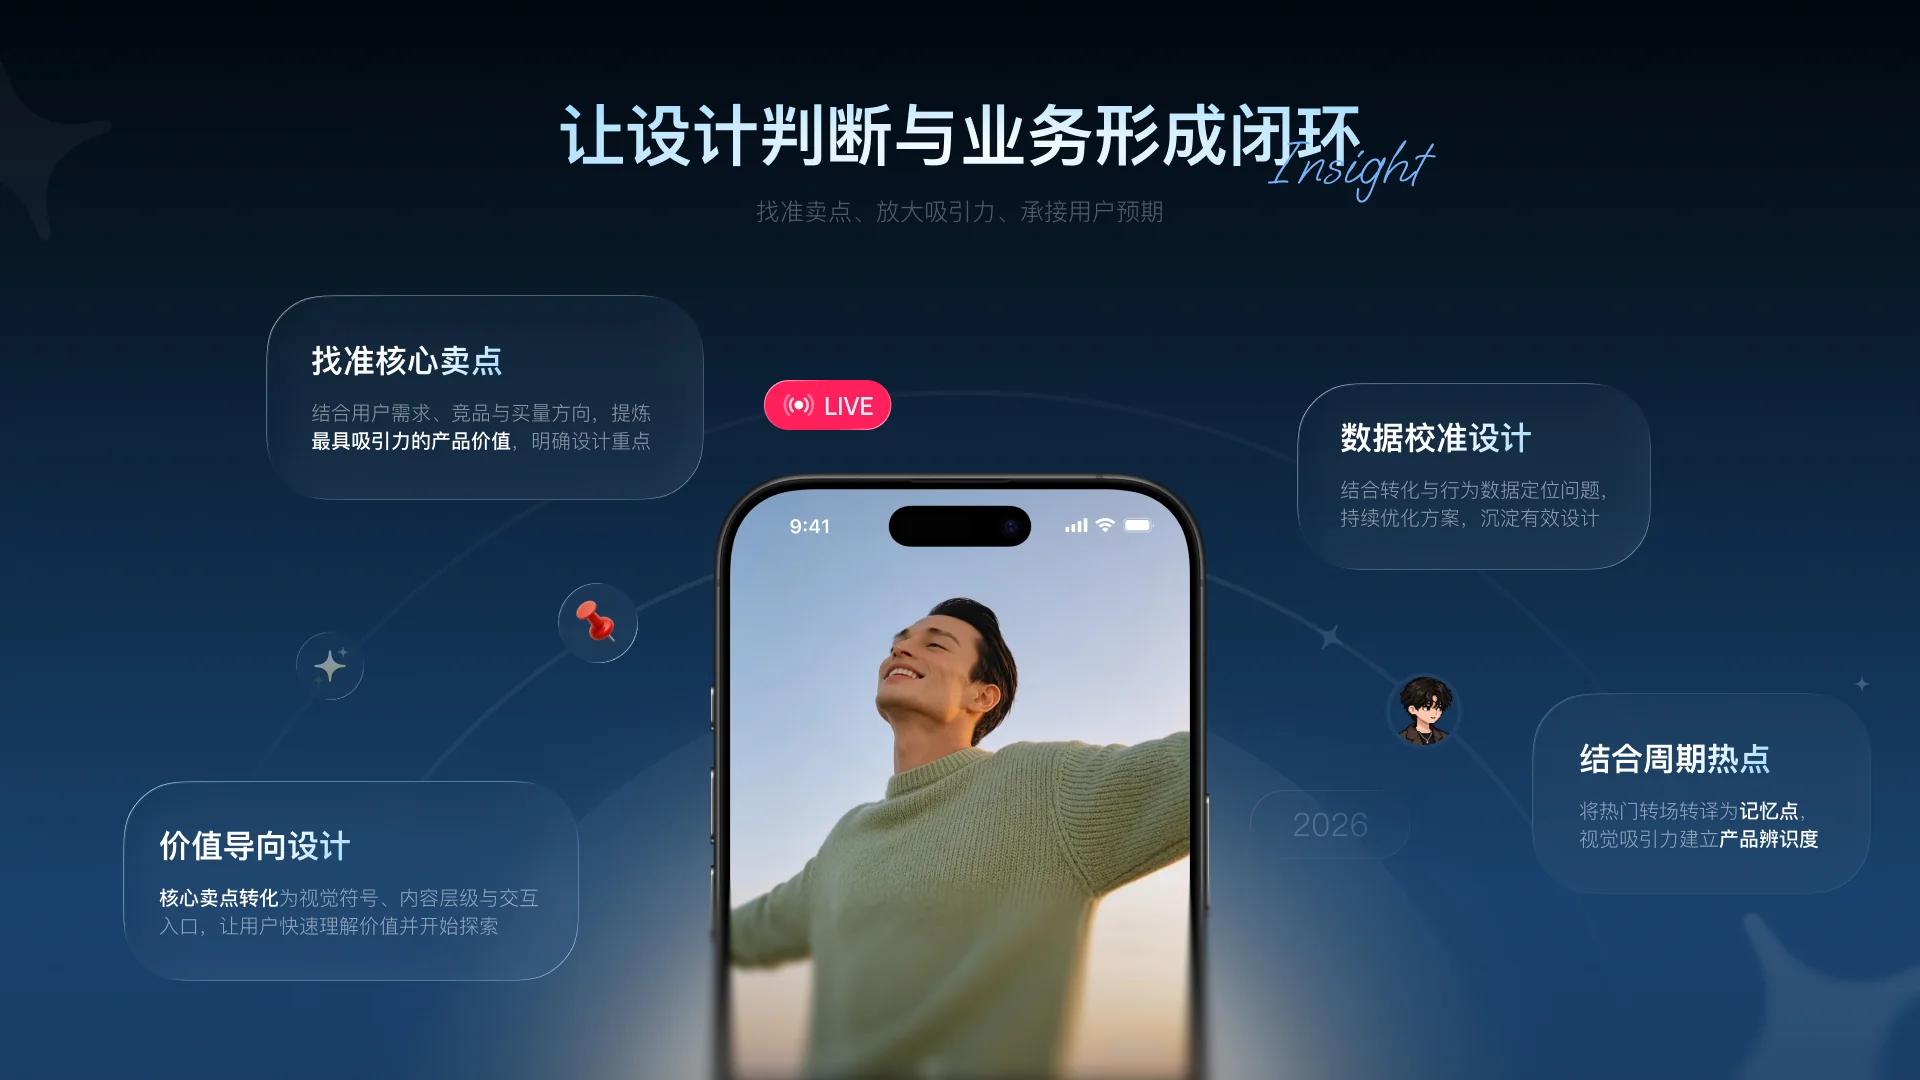 让设计判断与业务形成闭环
Insight
找准卖点、放大吸引力、承接用户预期
找准核心卖点
结合用户需求、竞品与买量方向，提炼
最具吸引力的产品价值，明确设计重点
LIVE
数据校准设计
结合转化与行为数据定位问题，
持续优化方案，沉淀有效设计
9:41
结合周期热点
将热门转场转译为记忆点，
视觉吸引力建立产品辨识度
2026
价值导向设计
核心卖点转化为视觉符号、内容层级与交互
入口，让用户快速理解价值并开始探索